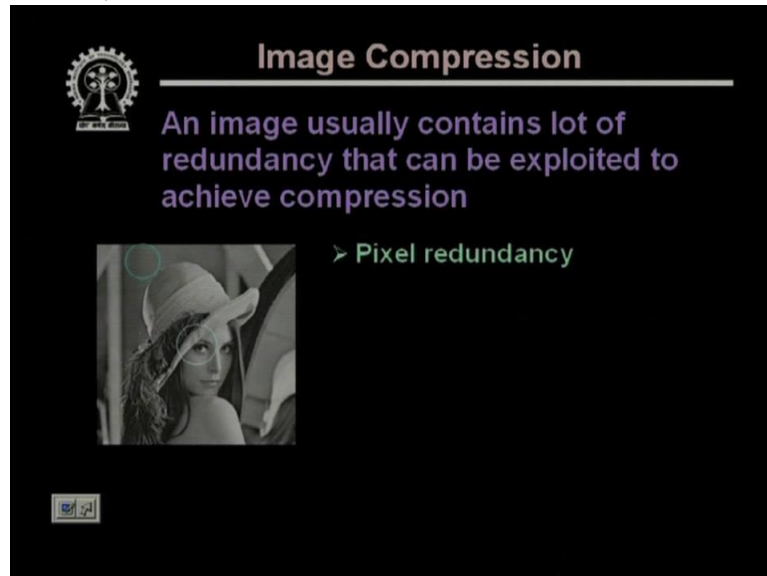 Image Compression
An image usually contains lot of
redundancy that can be exploited to
achieve compression
➢ Pixel redundancy